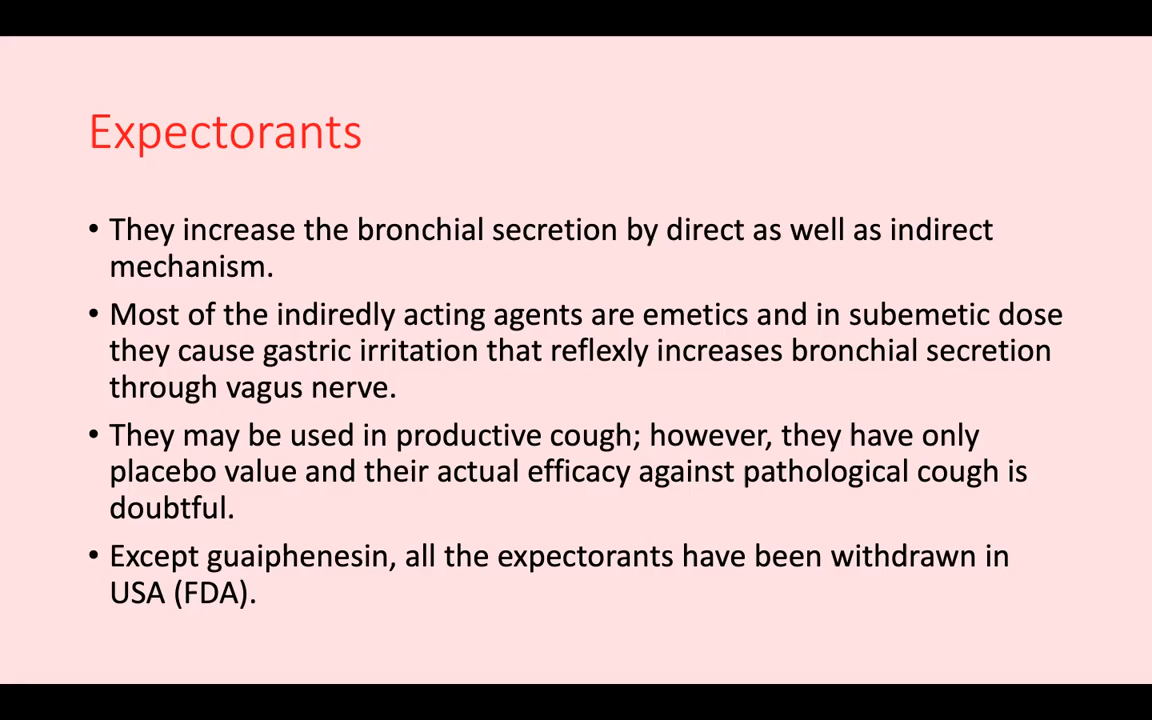 Expectorants
• They increase the bronchial secretion by direct as well as indirect
mechanism.
• Most of the indiredly acting agents are emetics and in subemetic dose
they cause gastric irritation that reflexly increases bronchial secretion
through vagus nerve.
• They may be used in productive cough; however, they have only
placebo value and their actual efficacy against pathological cough is
doubtful.
• Except guaiphenesin, all the expectorants have been withdrawn in
USA (FDA).